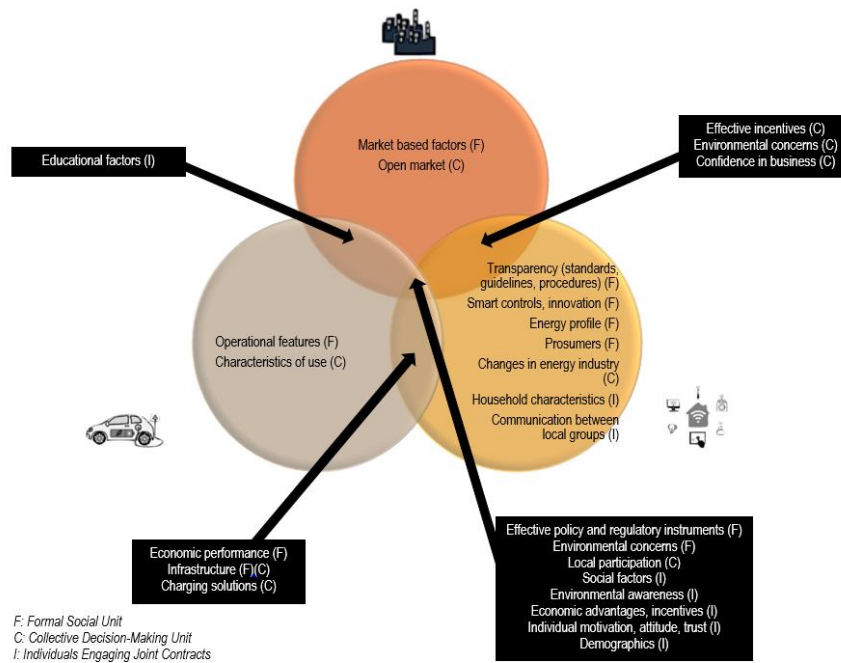 Market based factors (F)
Open market (C)
Educational factors (I)
Effective incentives (C)
Environmental concerns (C)
Confidence in business (C)
Transparency (standards,
guidelines, procedures) (F)
Smart controls, innovation (F)
Energy profile (F)
Prosumers (F)
Changes in energy industry
(C)
Household characteristics (I)
Communication between
local groups (I)
Operational features (F)
Characteristics of use (C)
Economic performance (F)
Infrastructure (F)(C)
Charging solutions (C)
Effective policy and regulatory instruments (F)
Environmental concerns (F)
Local participation (C)
Social factors (I)
Environmental awareness (I)
Economic advantages, incentives (I)
Individual motivation, attitude, trust (I)
Demographics (I)
F: Formal Social Unit
C: Collective Decision-Making Unit
I: Individuals Engaging Joint Contracts